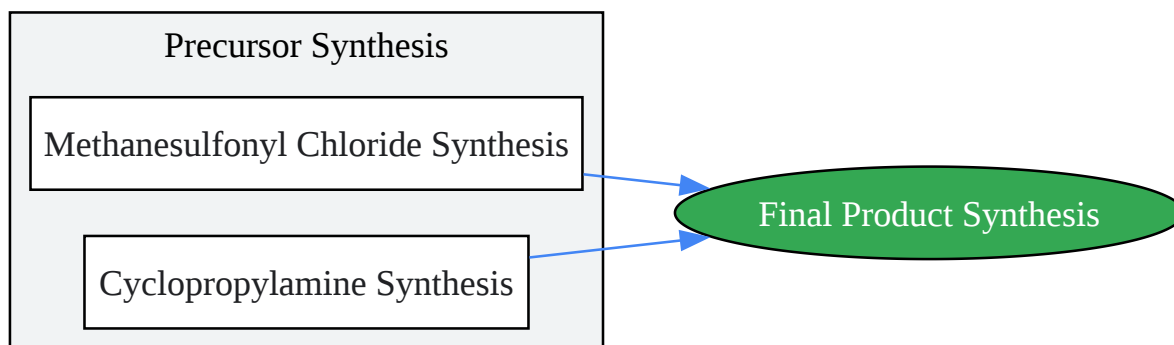 Precursor Synthesis
Methanesulfonyl Chloride Synthesis
Final Product Synthesis
Cyclopropylamine Synthesis